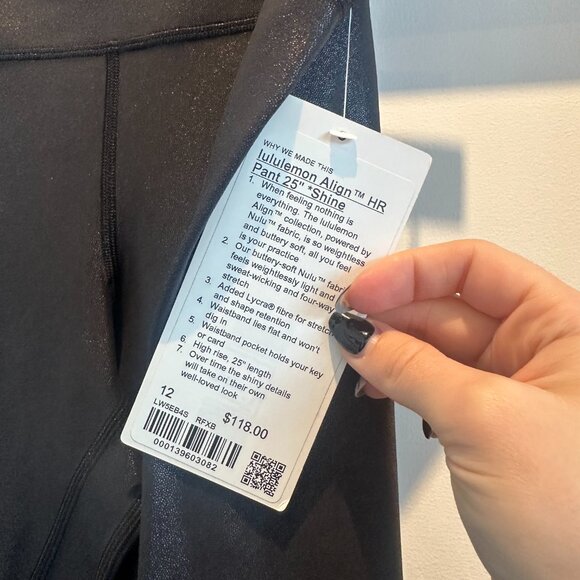 WHY WE MADE THIS
lululemon Align™ HR
Pant 25" *Shine
1. When feeling nothing is
everything. The lululemon
Align™ collection, powered by
Nulu™ fabric, is so weightless
and buttery soft, all you feel
is your practice
2. Our buttery-soft Nulu™ fabric
feels weightlessly light and
sweat-wicking and four-way
stretch
3. Added Lycra® fibre for stretch
and shape retention
4. Waistband lies flat and won't
dig in
5. Waistband pocket holds your key
or card
6. High rise, 25" length
7. Over time the shiny details
will take on their own
well-loved look
12
$118.00
LW5EB4S RFXB
000139603082